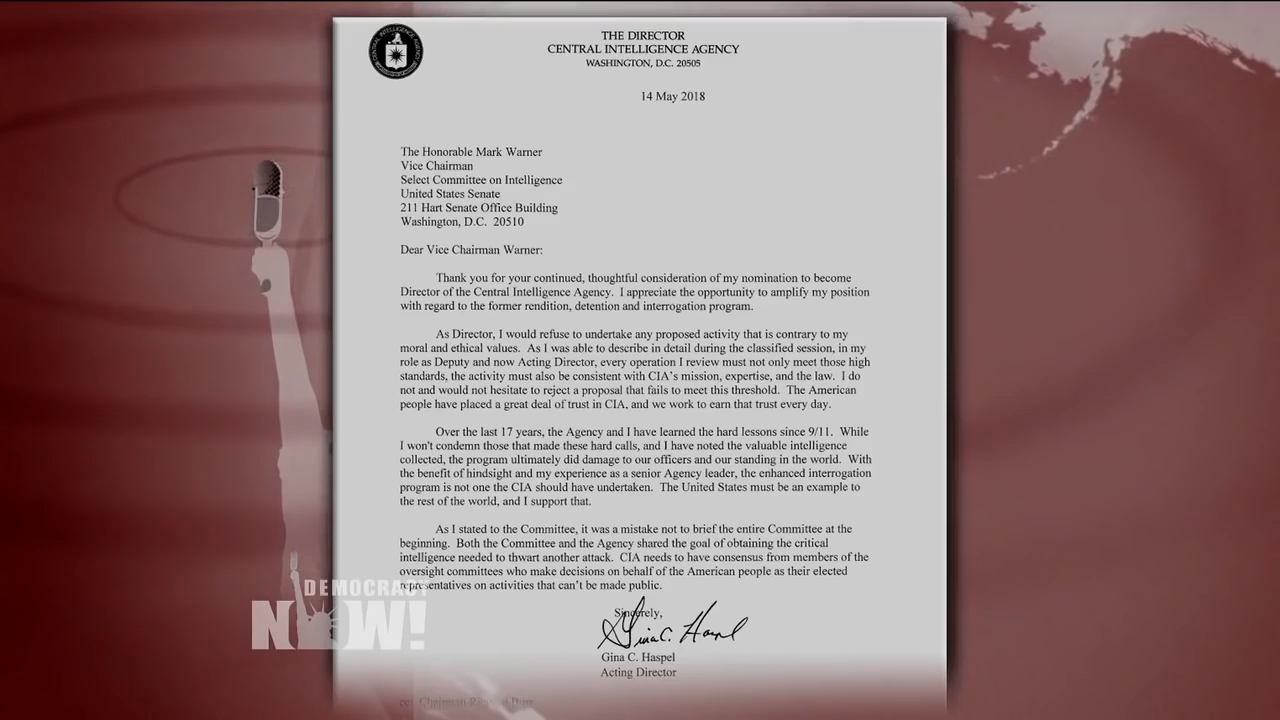 THE DIRECTOR
CENTRAL INTELLIGENCE AGENCY
WASHINGTON, D.C. 20505
14 May 2018
The Honorable Mark Warner
Vice Chairman
Select Committee on Intelligence
United States Senate
211 Hart Senate Office Building
Washington, D.C. 20510
Dear Vice Chairman Warner:
Thank you for your continued, thoughtful consideration of my nomination to become
Director of the Central Intelligence Agency. I appreciate the opportunity to amplify my position
with regard to the former rendition, detention and interrogation program.
As Director, I would refuse to undertake any proposed activity that is contrary to my
moral and ethical values. As I was able to describe in detail during the classified session, in my
role as Deputy and now Acting Director, every operation I review must not only meet those high
standards, the activity must also be consistent with CIA's mission, expertise, and the law. I do
not and would not hesitate to reject a proposal that fails to meet this threshold. The American
people have placed a great deal of trust in CIA, and we work to earn that trust every day.
Over the last 17 years, the Agency and I have learned the hard lessons since 9/11. While
I won't condemn those that made these hard calls, and I have noted the valuable intelligence
collected, the program ultimately did damage to our officers and our standing in the world. With
the benefit of hindsight and my experience as a senior Agency leader, the enhanced interrogation
program is not one the CIA should have undertaken. The United States must be an example to
the rest of the world, and I support that.
As I stated to the Committee, it was a mistake not to brief the entire Committee at the
beginning. Both the Committee and the Agency shared the goal of obtaining the critical
intelligence needed to thwart another attack. CIA needs to have consensus from members of the
oversight committees who make decisions on behalf of the American people as their elected
representatives on activities that can't be made public.
Sincerely,
Gina C. Haspel
Gina C. Haspel
Acting Director
cc: Chairman
DEMOCRACY
NOW!